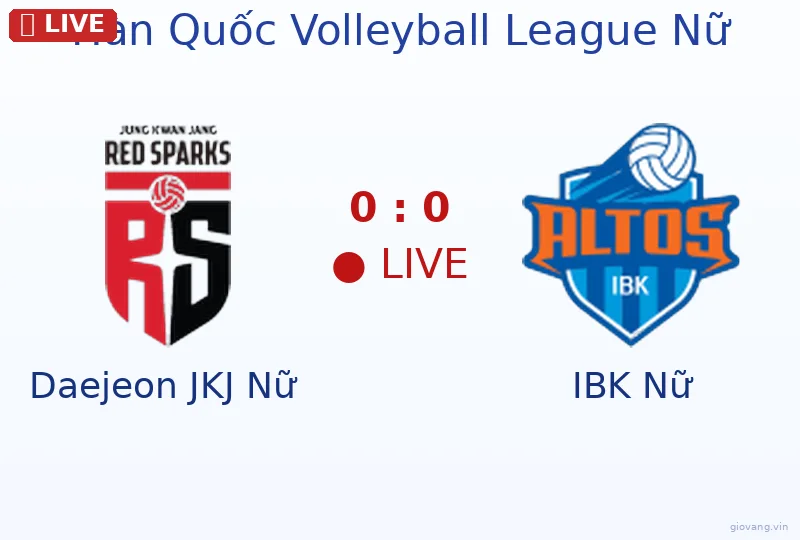 LIVE
Hàn Quốc Volleyball League Nữ
JUNG KWAN JANG
RED SPARKS
RS
ALTOS
IBK
0 : 0
● LIVE
Daejeon JKJ Nữ
IBK Nữ
giovang.vin